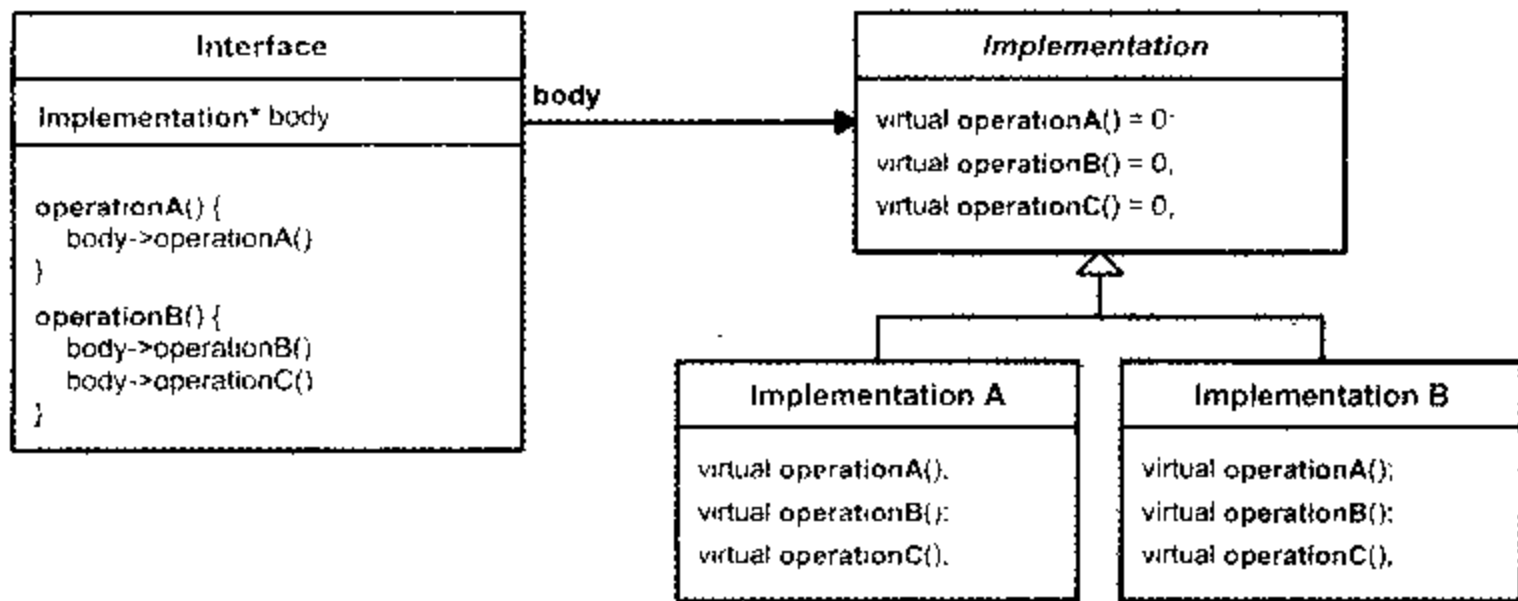 Interface
Implementation* body
operationA() {
body->operationA()
}
operationB() {
body->operationB()
body->operationC()
}
body
Implementation
virtual operationA() = 0;
virtual operationB() = 0,
virtual operationC() = 0,
Implementation A
virtual operationA().
virtual operationB();
virtual operationC().
Implementation B
virtual operationA();
virtual operationB();
virtual operationC(),